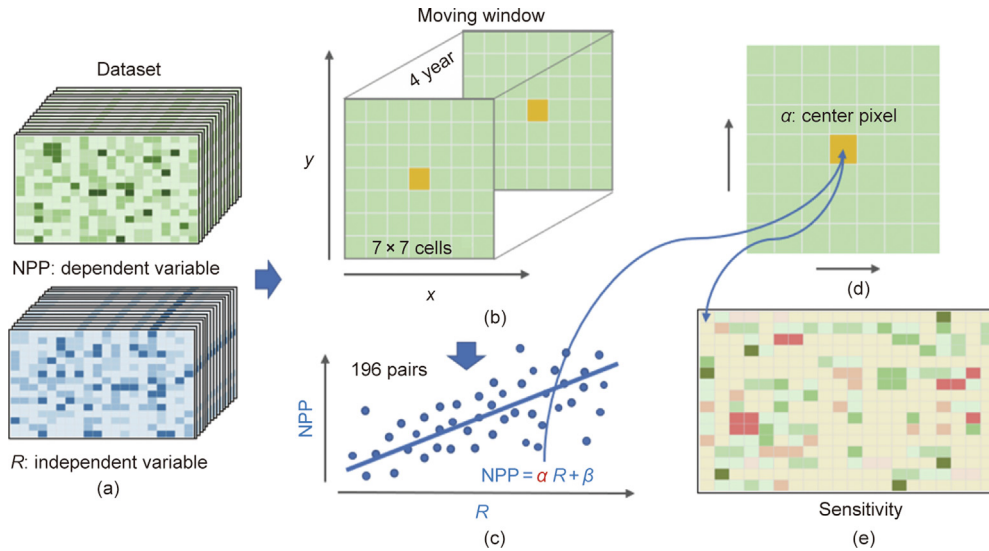 Dataset
NPP: dependent variable
R: independent variable
(a)
Moving window
4 year
y
7 × 7 cells
x
(b)
196 pairs
NPP
NPP = α R + β
R
(c)
α: center pixel
(d)
Sensitivity
(e)